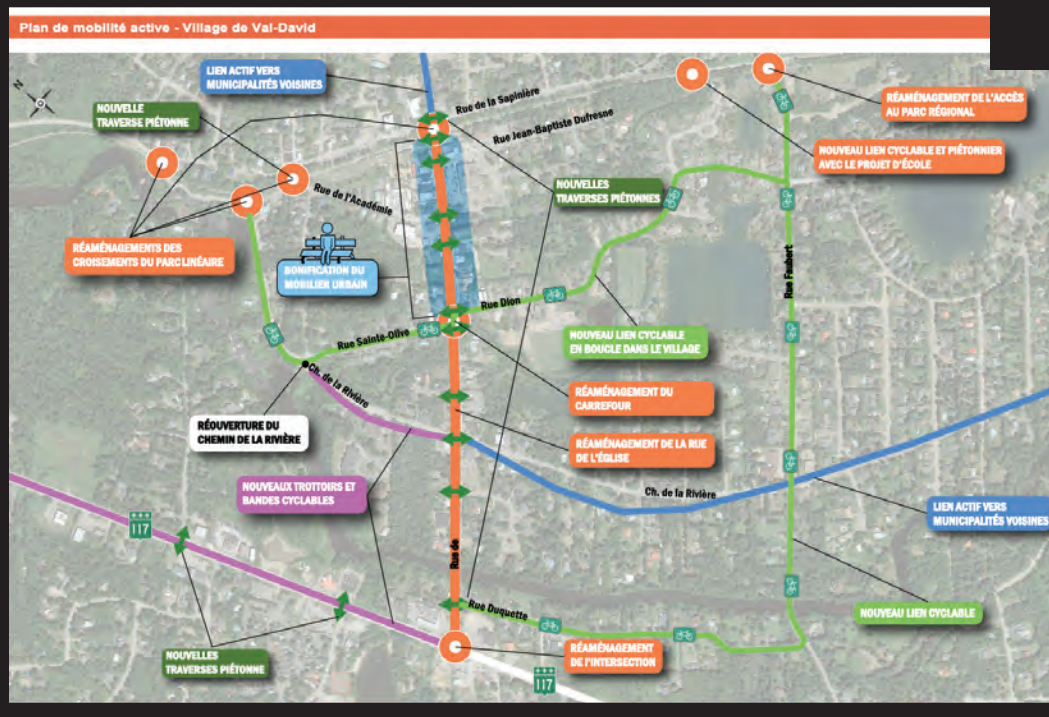 Plan de mobilité active - Village de Val-David
N
LIEN ACTIF VERS
MUNICIPALITÉS VOISINES
Rue de la Sapinière
RÉAMÉNAGEMENT DE L'ACCÈS
AU PARC RÉGIONAL
NOUVELLE
TRAVERSE PIÉTONNE
Rue Jean-Baptiste Dufresne
NOUVEAU LIEN CYCLABLE ET PIÉTONNIER
AVEC LE PROJET D'ÉCOLE
Rue de l'Académie
NOUVELLES
TRAVERSES PIÉTONNES
RÉAMÉNAGEMENTS DES
CROISEMENTS DU PARC LINÉAIRE
BONIFICATION DU
MOBILIER URBAIN
Rue Faubert
Rue Dion
Rue Sainte-Olive
NOUVEAU LIEN CYCLABLE
EN BOUCLE DANS LE VILLAGE
Ch. de la Rivière
RÉAMÉNAGEMENT DU
CARREFOUR
RÉOUVERTURE DU
CHEMIN DE LA RIVIÈRE
RÉAMÉNAGEMENT DE LA RUE
DE L'ÉGLISE
NOUVEAUX TROTTOIRS ET
BANDES CYCLABLES
Ch. de la Rivière
LIEN ACTIF VERS
MUNICIPALITÉS VOISINES
117
Rue de
Rue Duquette
NOUVEAU LIEN CYCLABLE
NOUVELLES
TRAVERSES PIÉTONNE
RÉAMÉNAGEMENT
DE L'INTERSECTION
117